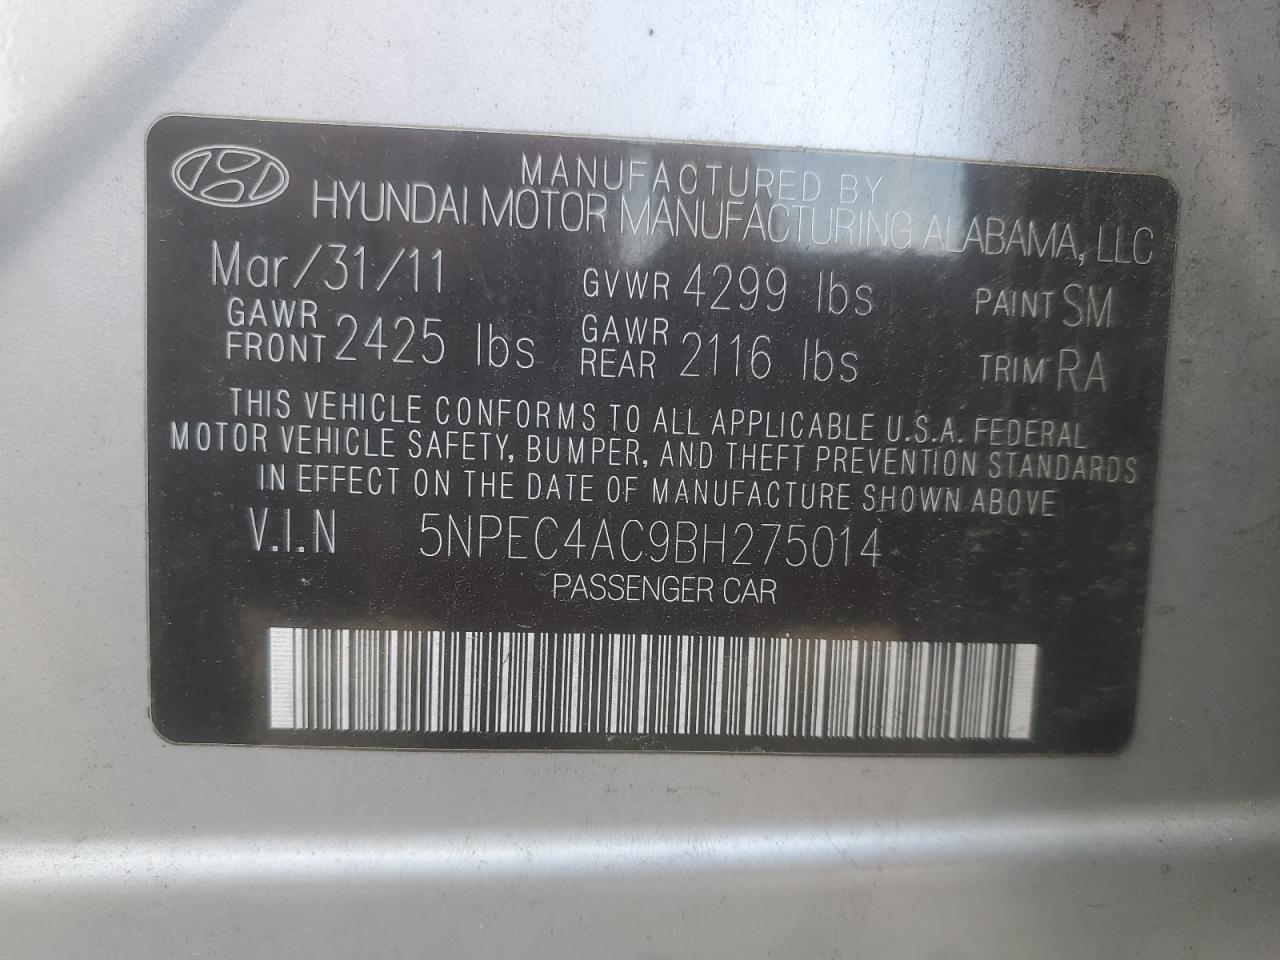 MANUFACTURED BY
HYUNDAI MOTOR MANUFACTURING ALABAMA, LLC
Mar/31/11 GVWR 4299 lbs PAINT SM
GAWR FRONT 2425 lbs GAWR REAR 2116 lbs TRIM RA
THIS VEHICLE CONFORMS TO ALL APPLICABLE U.S.A. FEDERAL
MOTOR VEHICLE SAFETY, BUMPER, AND THEFT PREVENTION STANDARDS
IN EFFECT ON THE DATE OF MANUFACTURE SHOWN ABOVE
V.I.N 5NPEC4AC9BH275014
PASSENGER CAR